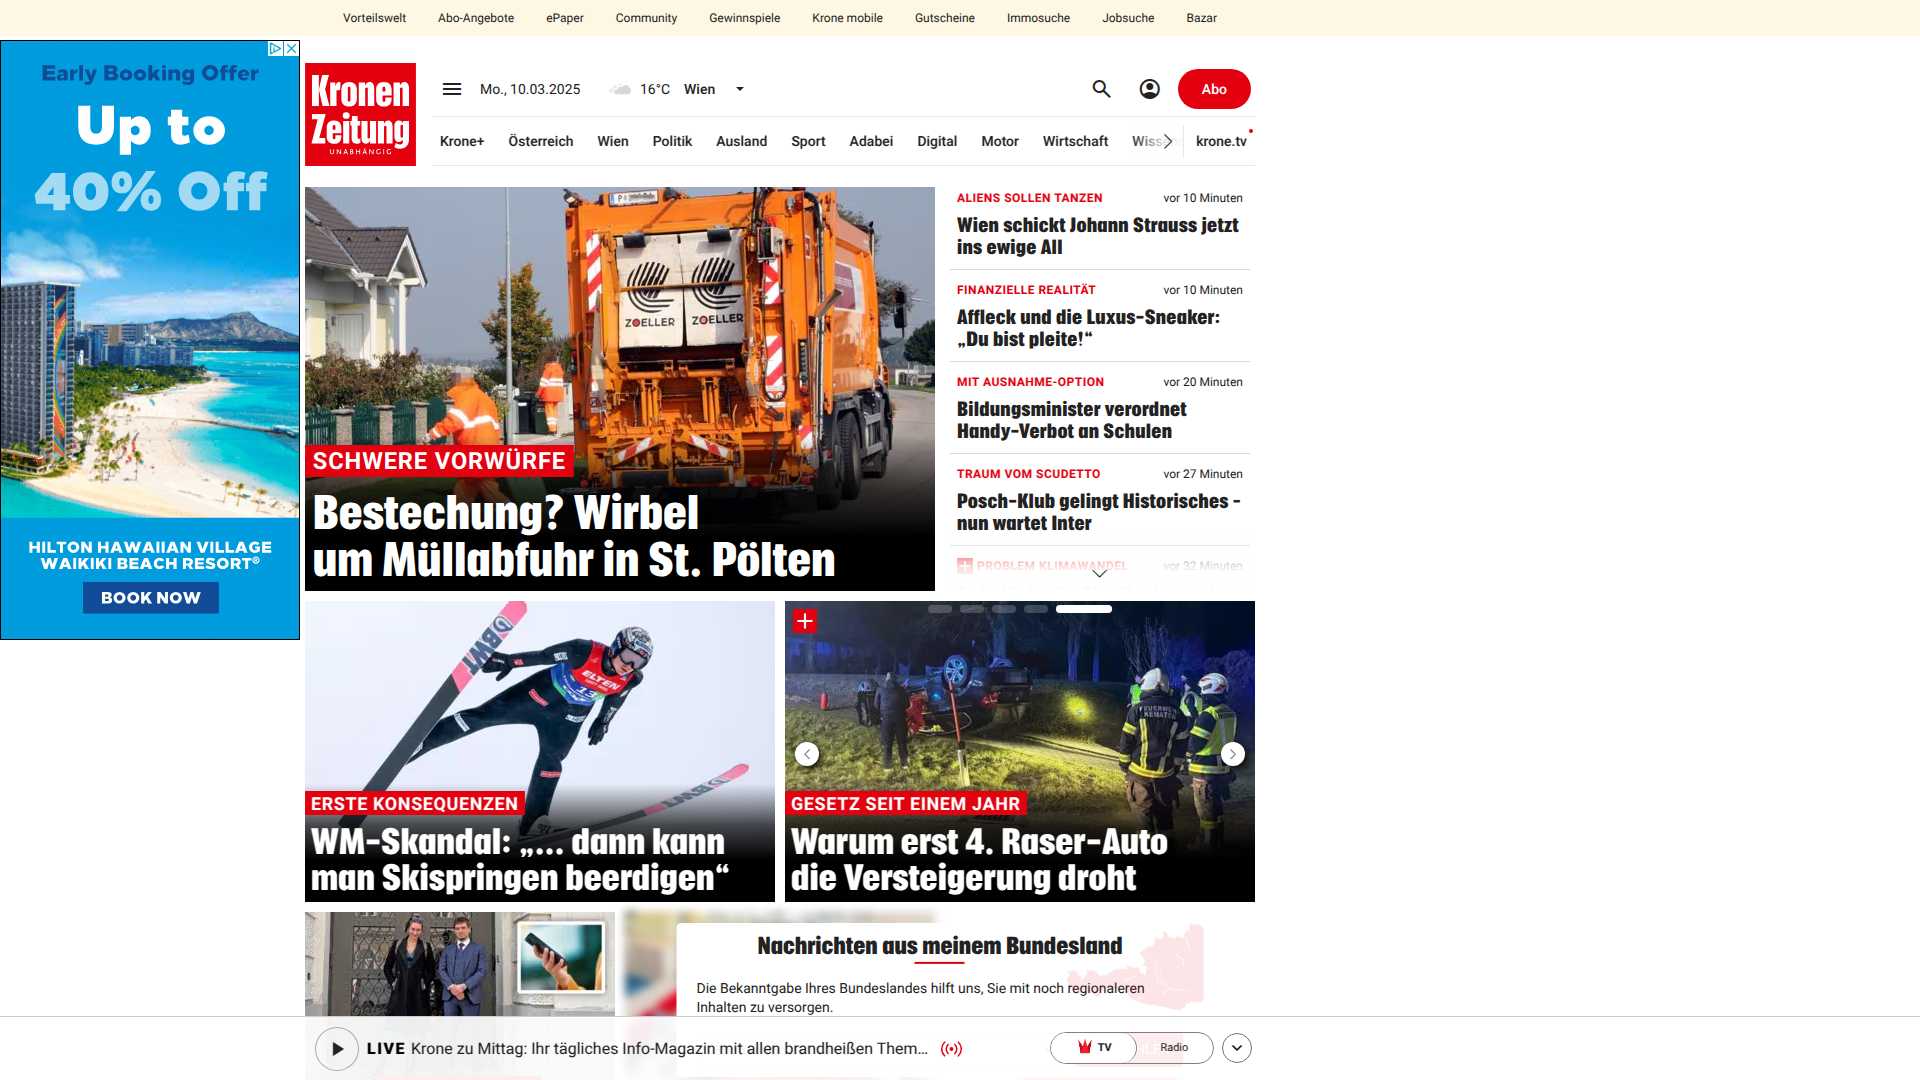 Vorteilswelt
Abo-Angebote
ePaper
Community
Gewinnspiele
Krone mobile
Gutscheine
Immosuche
Jobsuche
Bazar
Early Booking Offer
Up to
40% Off
HILTON HAWAIIAN VILLAGE
WAIKIKI BEACH RESORT®
BOOK NOW
Kronen
Zeitung
UNABHÄNGIG
Mo., 10.03.2025
16°C
Wien
Abo
Krone+
Österreich
Wien
Politik
Ausland
Sport
Adabei
Digital
Motor
Wirtschaft
krone.tv
ZOELLER
ZOELLER
SCHWERE VORWÜRFE
Bestechung? Wirbel
um Müllabfuhr in St. Pölten
ALIENS SOLLEN TANZEN vor 10 Minuten
Wien schickt Johann Strauss jetzt
ins ewige All
FINANZIELLE REALITÄT vor 10 Minuten
Affleck und die Luxus-Sneaker:
„Du bist pleite!“
MIT AUSNAHME-OPTION vor 20 Minuten
Bildungsminister verordnet
Handy-Verbot an Schulen
TRAUM VOM SCUDETTO vor 27 Minuten
Posch-Klub gelingt Historisches –
nun wartet Inter
PROBLEM KLIMAWANDEL vor 32 Minuten
BWT
ELTEN
13
BWT
ERSTE KONSEQUENZEN
WM-Skandal: „... dann kann
man Skispringen beerdigen“
FEUERWEHR
KEMATEN
GESETZ SEIT EINEM JAHR
Warum erst 4. Raser-Auto
die Versteigerung droht
Nachrichten aus meinem Bundesland
Die Bekanntgabe Ihres Bundeslandes hilft uns, Sie mit noch regionaleren
Inhalten zu versorgen.
LIVE Krone zu Mittag: Ihr tägliches Info-Magazin mit allen brandheißen Them...
TV
Radio